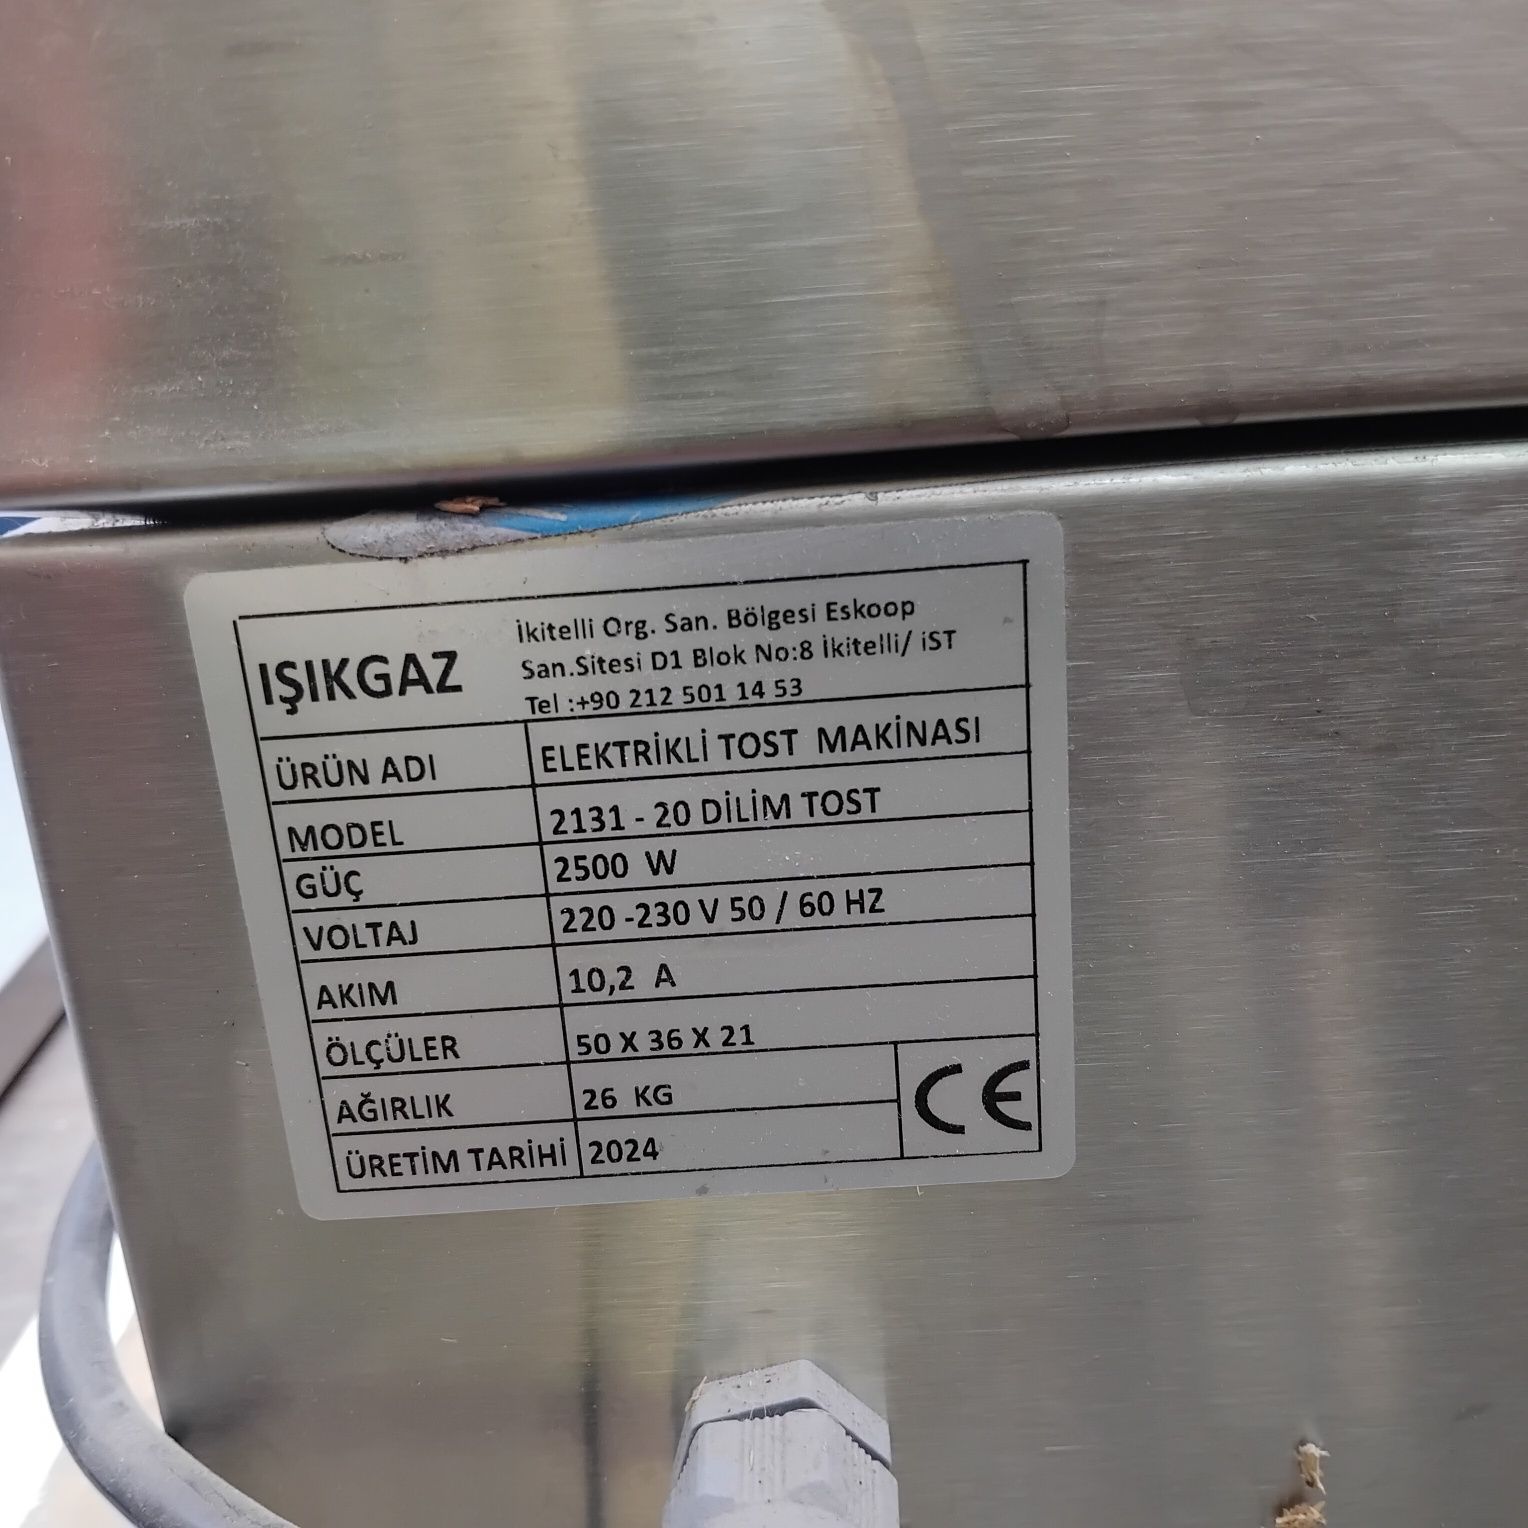 IŞIKGAZ
İkitelli Org. San. Bölgesi Eskoop
San.Sitesi D1 Blok No:8 İkitelli/ iST
Tel :+90 212 501 14 53
ÜRÜN ADI ELEKTRİKLİ TOST MAKİNASI
MODEL 2131 - 20 DİLİM TOST
GÜÇ 2500 W
VOLTAJ 220 -230 V 50 / 60 HZ
AKIM 10,2 A
ÖLÇÜLER 50 X 36 X 21
AĞIRLIK 26 KG
ÜRETİM TARİHİ 2024
CE